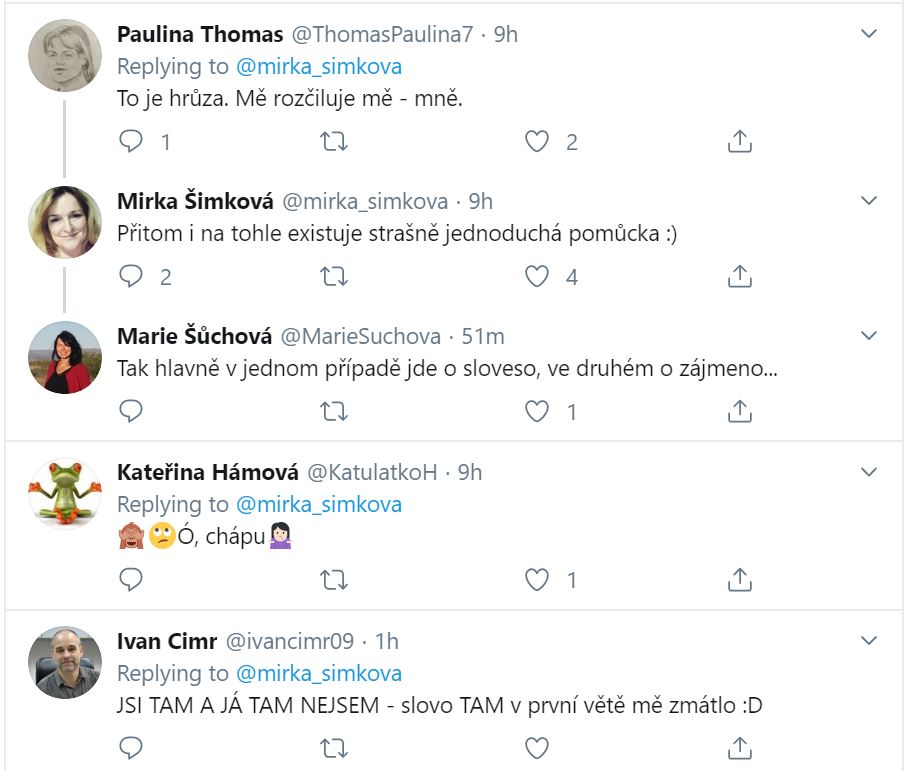 Paulina Thomas @ThomasPaulina7 · 9h
Replying to @mirka_simkova
To je hrůza. Mě rozčiluje mě - mně.
1 2
Mirka Šimková @mirka_simkova · 9h
Přitom i na tohle existuje strašně jednoduchá pomůcka :)
2 4
Marie Šůchová @MarieSuchova · 51m
Tak hlavně v jednom případě jde o sloveso, ve druhém o zájmeno...
1
Kateřina Hámová @KatulatkoH · 9h
Replying to @mirka_simkova
🙈🙄Ó, chápu🤷🏻‍♀️
1
Ivan Cimr @ivancimr09 · 1h
Replying to @mirka_simkova
JSI TAM A JÁ TAM NEJSEM - slovo TAM v první větě mě zmátlo :D